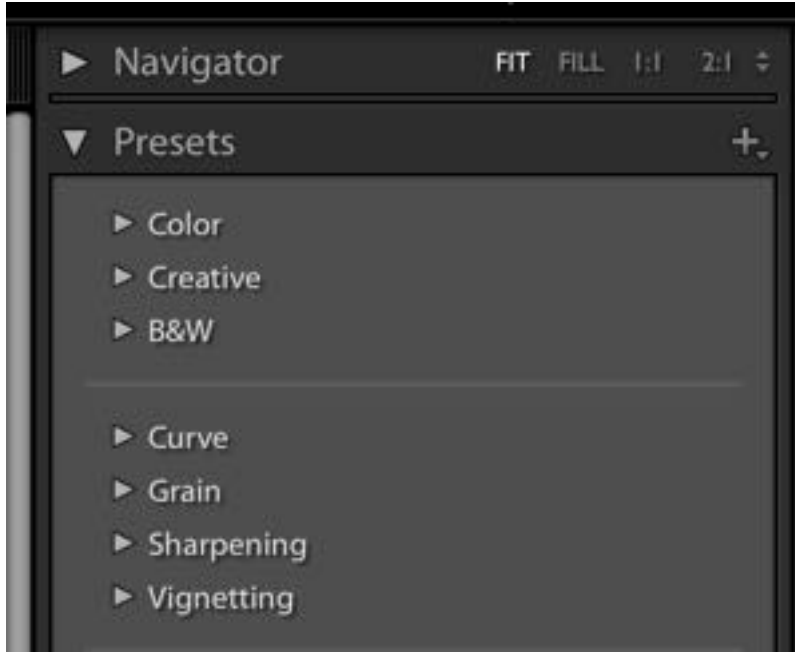 Navigator FIT FILL 1:1 2:1
Presets
Color
Creative
B&W
Curve
Grain
Sharpening
Vignetting